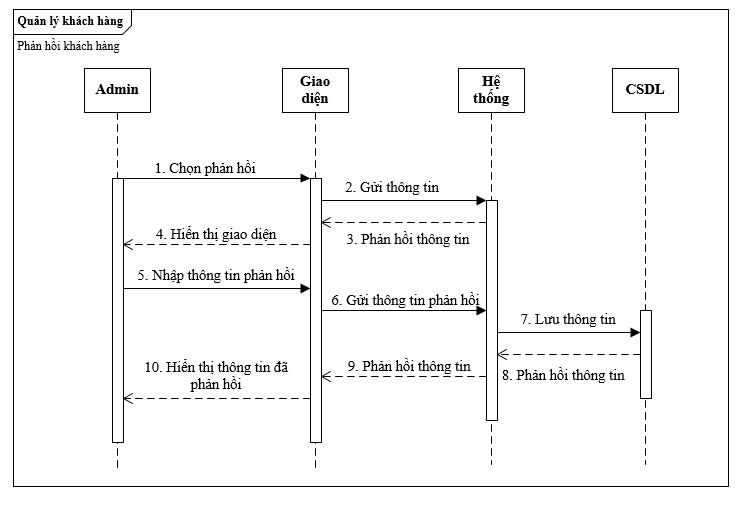 Quản lý khách hàng
Phản hồi khách hàng
Admin
Giao
diện
Hệ
thống
CSDL
1. Chọn phản hồi
2. Gửi thông tin
3. Phản hồi thông tin
4. Hiển thị giao diện
5. Nhập thông tin phản hồi
6. Gửi thông tin phản hồi
7. Lưu thông tin
8. Phản hồi thông tin
9. Phản hồi thông tin
10. Hiển thị thông tin đã
phản hồi